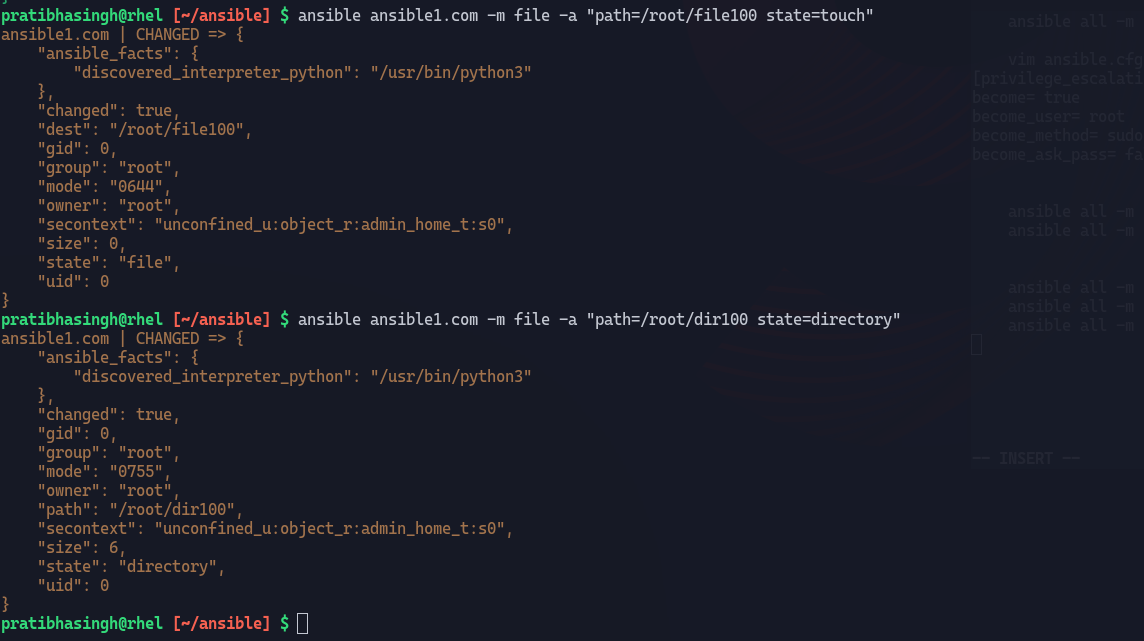 }
pratibhasingh@rhel [~/ansible] $ ansible ansible1.com -m file -a "path=/root/file100 state=touch"
ansible1.com | CHANGED => {
    "ansible_facts": {
        "discovered_interpreter_python": "/usr/bin/python3"
    },
    "changed": true,
    "dest": "/root/file100",
    "gid": 0,
    "group": "root",
    "mode": "0644",
    "owner": "root",
    "secontext": "unconfined_u:object_r:admin_home_t:s0",
    "size": 0,
    "state": "file",
    "uid": 0
}
pratibhasingh@rhel [~/ansible] $ ansible ansible1.com -m file -a "path=/root/dir100 state=directory"
ansible1.com | CHANGED => {
    "ansible_facts": {
        "discovered_interpreter_python": "/usr/bin/python3"
    },
    "changed": true,
    "gid": 0,
    "group": "root",
    "mode": "0755",
    "owner": "root",
    "path": "/root/dir100",
    "secontext": "unconfined_u:object_r:admin_home_t:s0",
    "size": 6,
    "state": "directory",
    "uid": 0
}
pratibhasingh@rhel [~/ansible] $
ansible all -m
vim ansible.cfg
[privilege_escalati
become= true
become_user= root
become_method= sudo
become_ask_pass= fa
ansible all -m
ansible all -m
ansible all -m
ansible all -m
ansible all -m
-- INSERT --